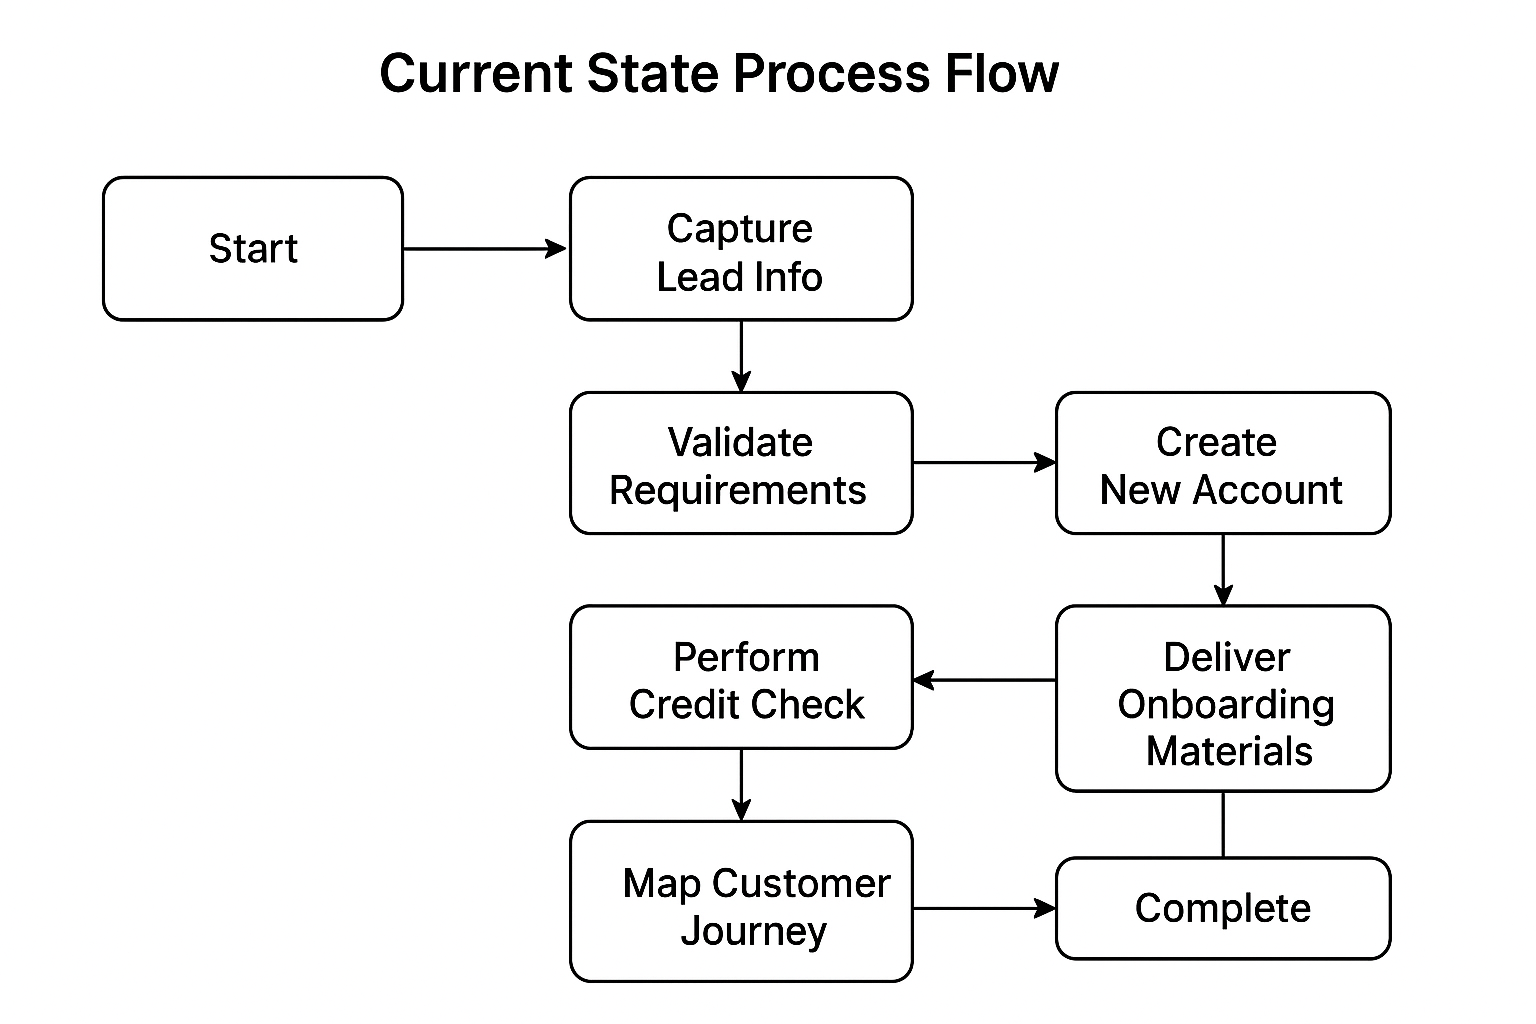 Current State Process Flow
Start
Capture
Lead Info
Validate
Requirements
Create
New Account
Perform
Credit Check
Deliver
Onboarding
Materials
Map Customer
Journey
Complete